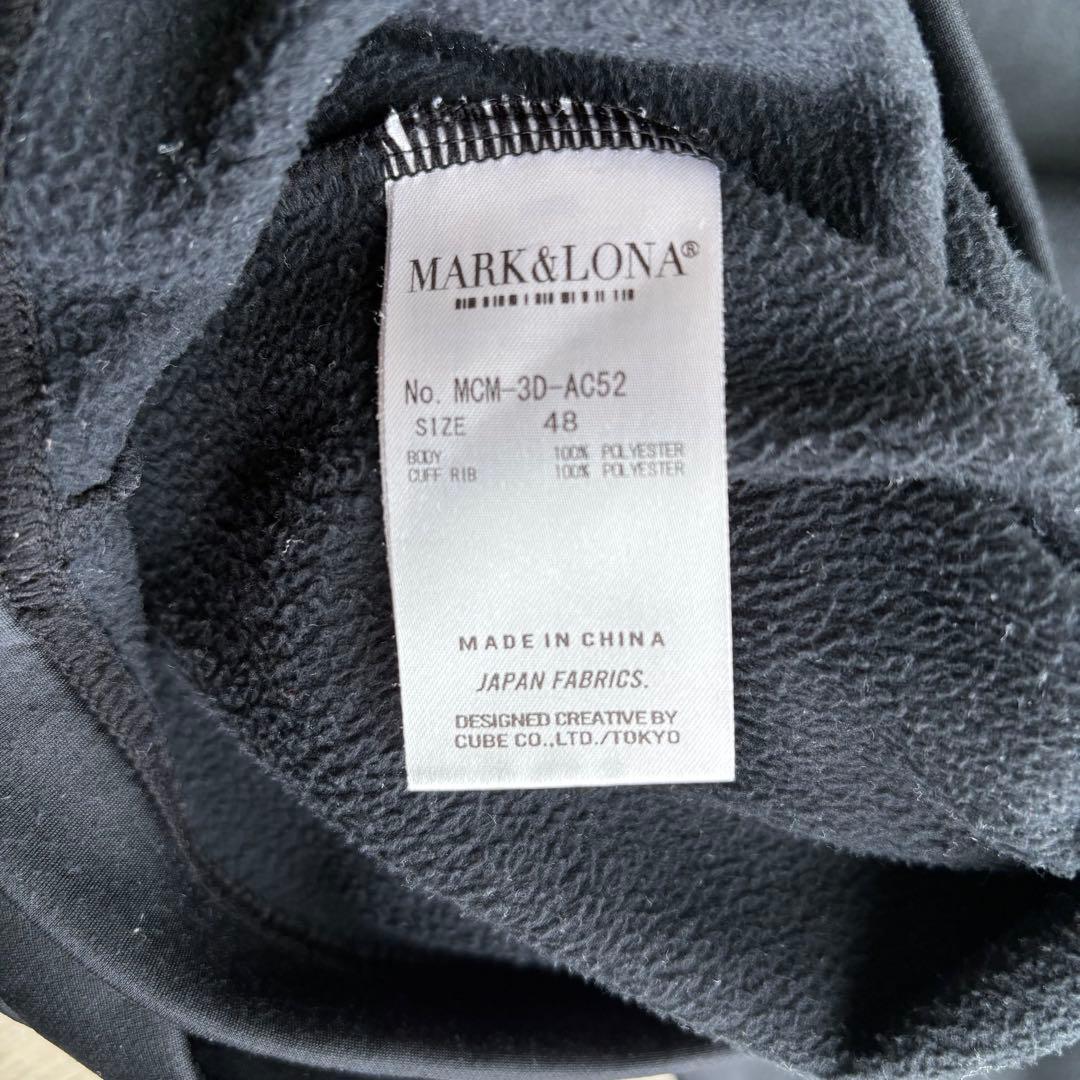 MARK&LONA®
No. MCM-3D-AC52
SIZE 48
BODY 100% POLYESTER
CUFF RIB 100% POLYESTER
MADE IN CHINA
JAPAN FABRICS.
DESIGNED CREATIVE BY
CUBE CO.,LTD./TOKYO